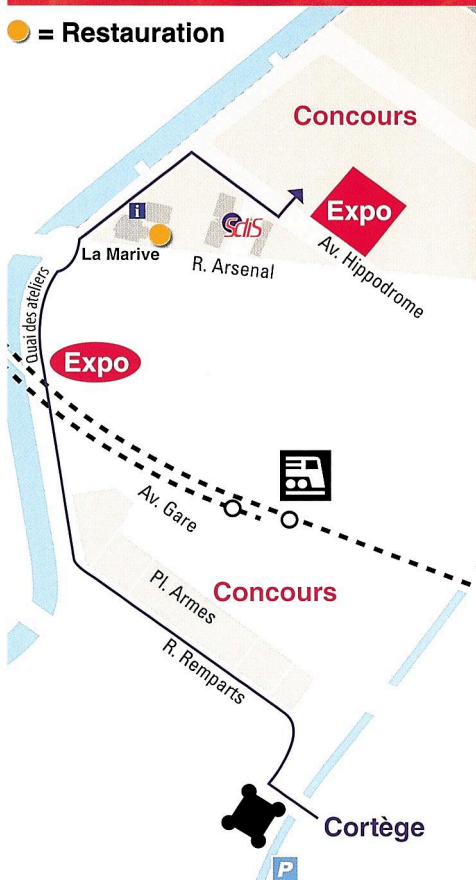 = Restauration
Concours
Expo
i
SdiS
La Marive
R. Arsenal
Av. Hippodrome
Quai des ateliers
Expo
Av. Gare
Pl. Armes
Concours
R. Remparts
Cortège
P